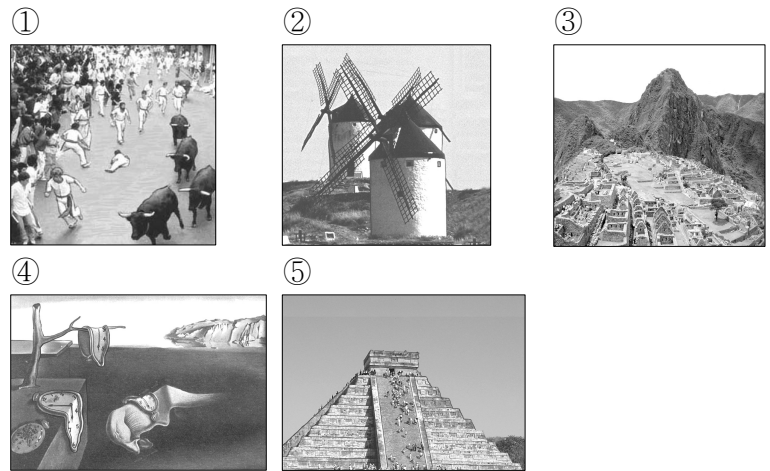 ① ② ③
④ ⑤